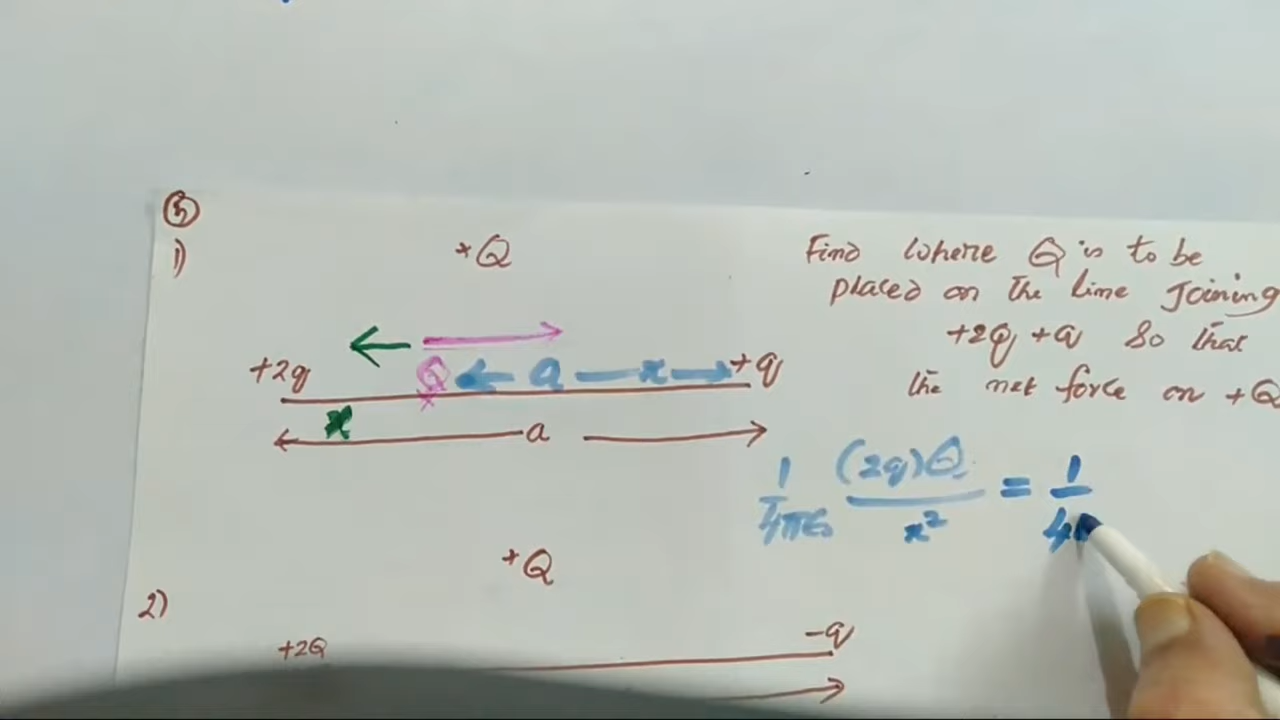 5
1)
+Q
Find where Q is to be
placed on the line Joining
+2q +q So that
the net force on +Q
+2q Q a - x +q
x
a
1/4πε₀ (2q)Q/x² = 1/4π
+Q
2)
+2Q -q